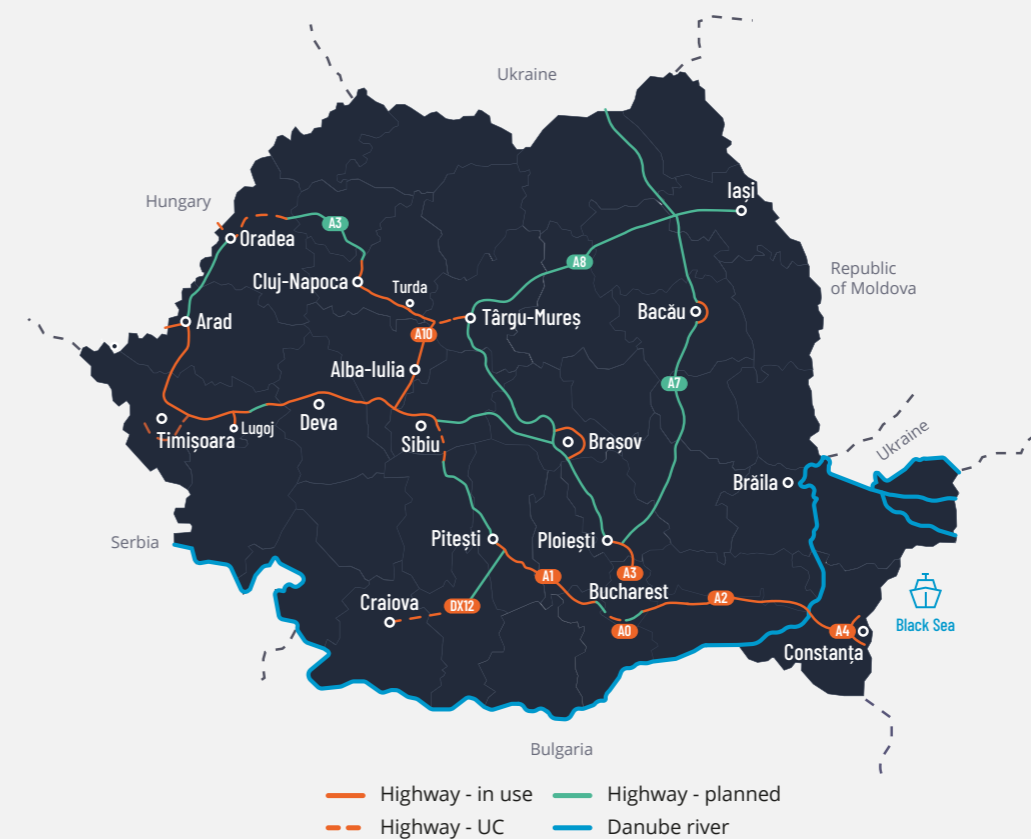 Ukraine
Hungary
Iași
A3
Oradea
A8
Cluj-Napoca
Turda
Republic
of Moldova
Arad
Târgu-Mureș
Bacău
A10
Alba-Iulia
A7
Deva
Timișoara
Lugoj
Sibiu
Brașov
Ukraine
Brăila
Serbia
Pitești
Ploiești
A1
A3
Bucharest
A2
Craiova
DX12
A0
A4
Black Sea
Constanța
Bulgaria
Highway - in use
Highway - planned
Highway - UC
Danube river